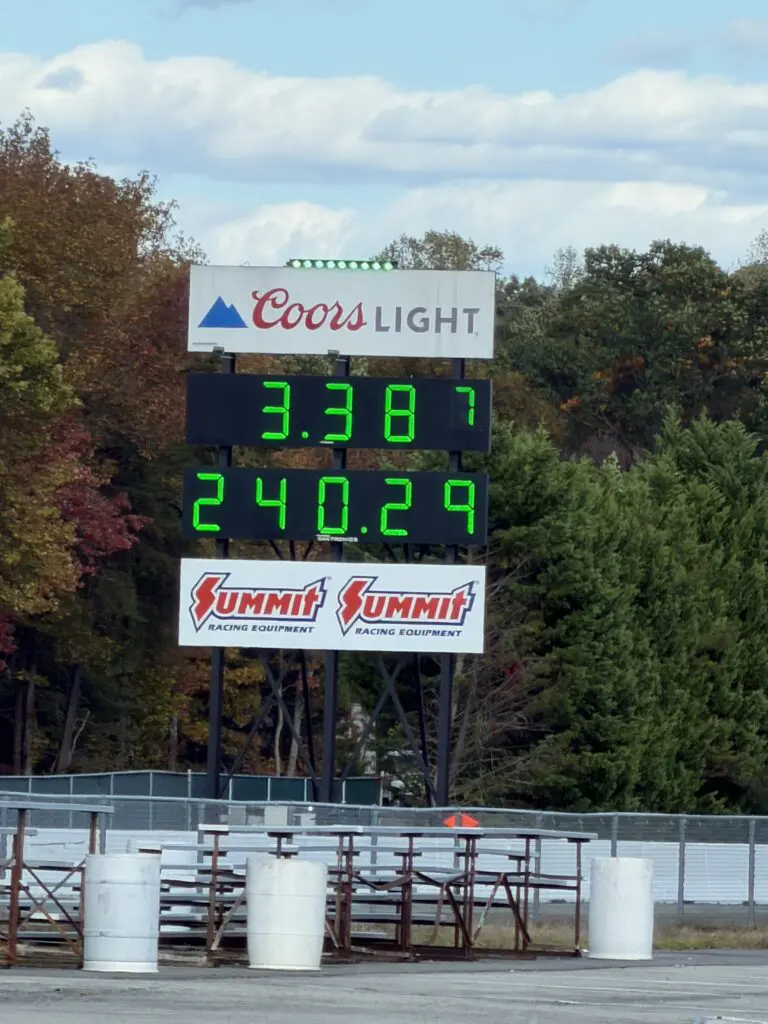 Coors LIGHT
3.387
240.29
SUMMIT SUMMIT
RACING EQUIPMENT RACING EQUIPMENT